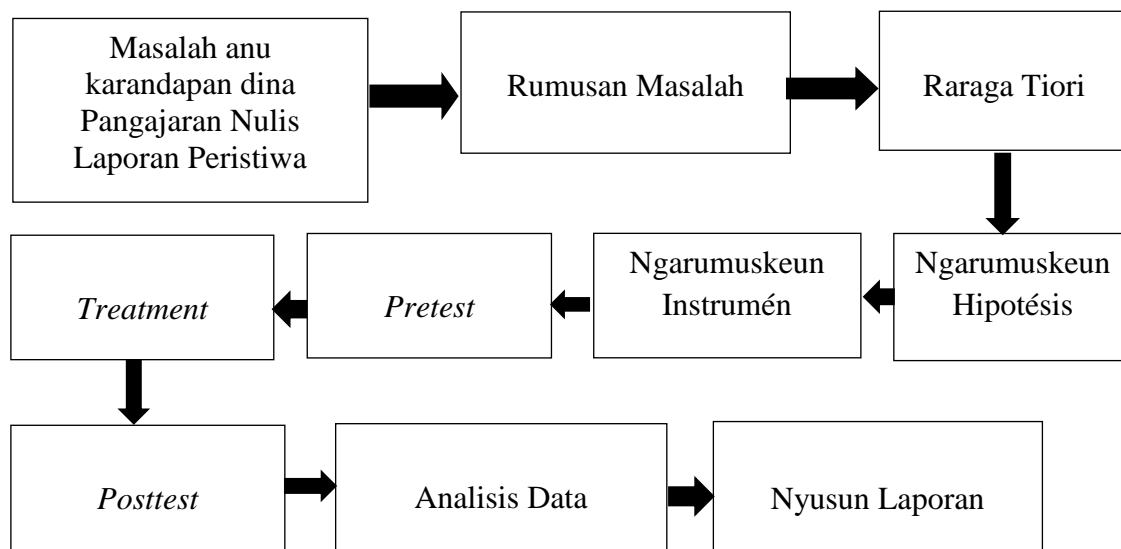 Masalah anu
karandapan dina
Pangajaran Nulis
Laporan Peristiwa
Rumusan Masalah
Raraga Tiori
Ngarumuskeun
Hipotésis
Ngarumuskeun
Instrumén
Pretest
Treatment
Posttest
Analisis Data
Nyusun Laporan